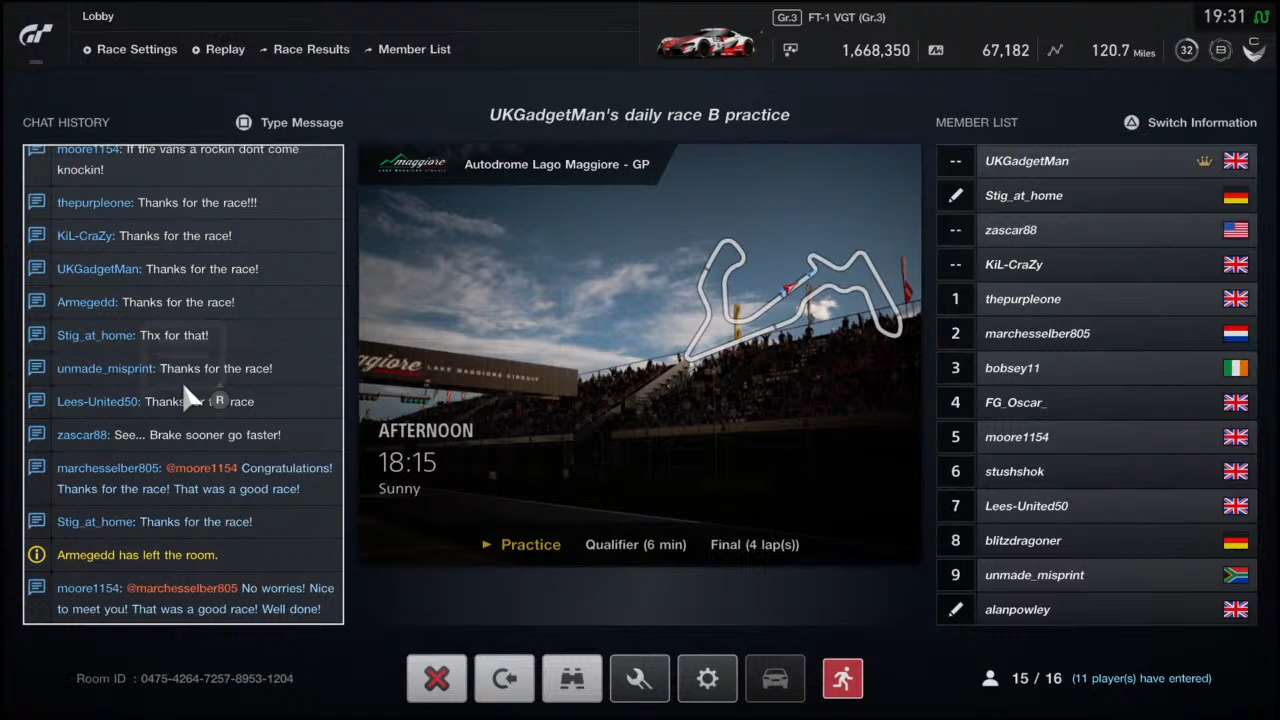 Lobby
Gr.3 FT-1 VGT (Gr.3)
19:31
Race Settings Replay Race Results Member List
1,668,350 67,182 120.7 Miles 32 B C
UKGadgetMan's daily race B practice
CHAT HISTORY Type Message
moore1154: If the vans a rockin dont come
knockin!
thepurpleone: Thanks for the race!!!
KiL-CraZy: Thanks for the race!
UKGadgetMan: Thanks for the race!
Armegedd: Thanks for the race!
Stig_at_home: Thx for that!
unmade_misprint: Thanks for the race!
Lees-United50: race
R
zascar88: See... Brake sooner go faster!
marchesselber805: @moore1154 Congratulations!
Thanks for the race! That was a good race!
Stig_at_home: Thanks for the race!
Armegedd has left the room.
moore1154: @marchesselber805 No worries! Nice
to meet you! That was a good race! Well done!
maggiore
LAKE MAGGIORE CIRCUIT
Autodrome Lago Maggiore - GP
giore LAKE MAGGIORE CIRCUIT
AFTERNOON
18:15
Sunny
Practice Qualifier (6 min) Final (4 lap(s))
MEMBER LIST Switch Information
-- UKGadgetMan
Stig_at_home
-- zascar88
-- KiL-CraZy
1 thepurpleone
2 marchesselber805
3 bobsey11
4 FG_Oscar_
5 moore1154
6 stushshok
7 Lees-United50
8 blitzdragoner
9 unmade_misprint
alanpowley
Room ID : 0475-4264-7257-8953-1204
15 / 16 (11 player(s) have entered)